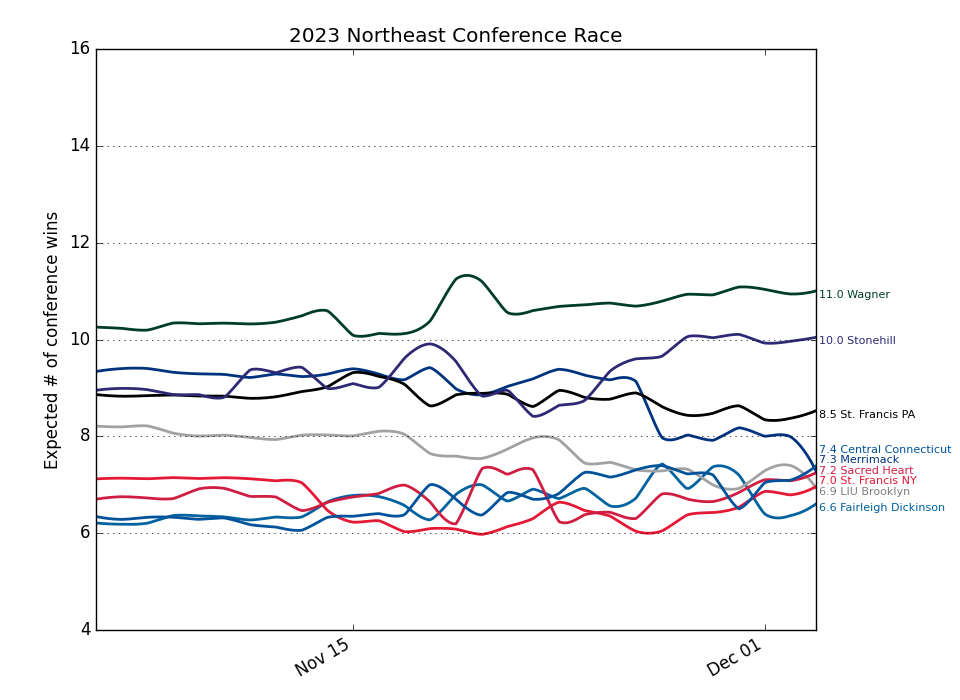 2023 Northeast Conference Race
Expected # of conference wins
16
14
12
10
8
6
4
Nov 15
Dec 01
11.0 Wagner
10.0 Stonehill
8.5 St. Francis PA
7.4 Central Connecticut
7.3 Merrimack
7.2 Sacred Heart
7.0 St. Francis NY
6.9 LIU Brooklyn
6.6 Fairleigh Dickinson